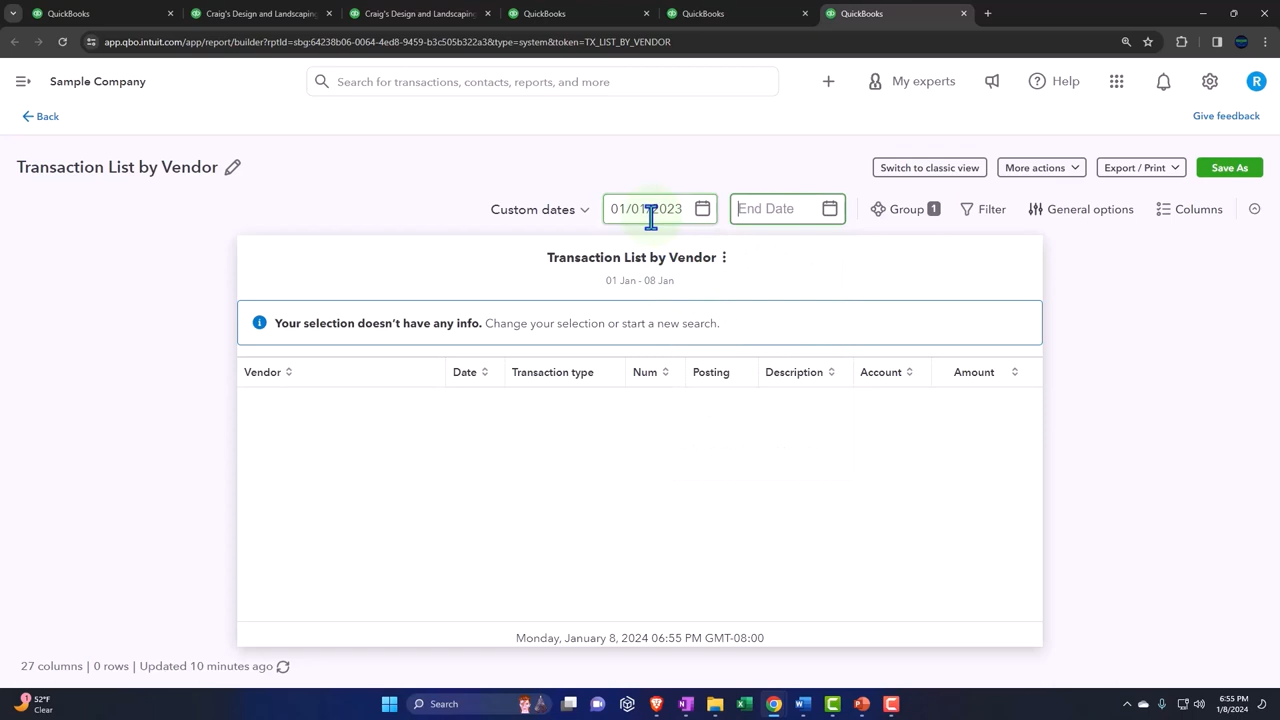 QuickBooks
Craig's Design and Landscaping
Craig's Design and Landscaping
QuickBooks
QuickBooks
QuickBooks
app.qbo.intuit.com/app/report/builder?rptId=sbg:64238b06-0064-4ed8-9459-b3c505b322a3&type=system&token=TX_LIST_BY_VENDOR
Sample Company
Search for transactions, contacts, reports, and more
My experts
Help
R
Back
Give feedback
Transaction List by Vendor
Switch to classic view
More actions
Export / Print
Save As
Custom dates
01/01/2023
End Date
Group 1
Filter
General options
Columns
Transaction List by Vendor
01 Jan - 08 Jan
Your selection doesn't have any info. Change your selection or start a new search.
Vendor Date Transaction type Num Posting Description Account Amount
Monday, January 8, 2024 06:55 PM GMT-08:00
27 columns | 0 rows | Updated 10 minutes ago
52°F
Clear
Search
6:55 PM
1/8/2024